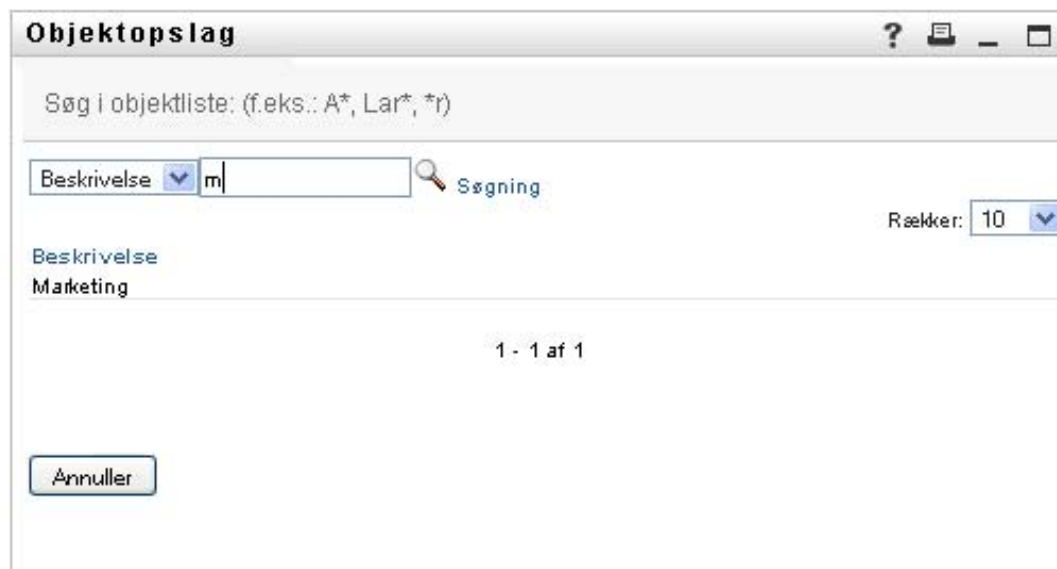 Objektopslag
Søg i objektliste: (f.eks.: A*, Lar*, *r)
Beskrivelse m Søgning
Rækker: 10
Beskrivelse
Marketing
1 - 1 af 1
Annuller